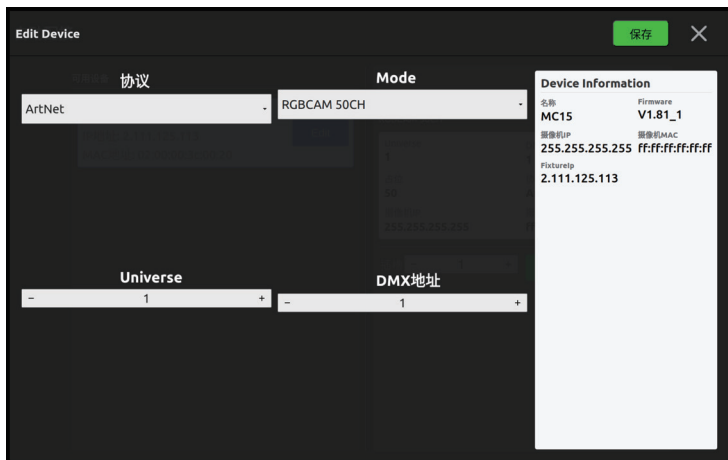 Edit Device
保存
协议
ArtNet
Mode
RGBCAM 50CH
Universe
− 1 +
DMX地址
− 1 +
Device Information
名称 Firmware
MC15 V1.81_1
摄像机IP 摄像机MAC
255.255.255.255 ff:ff:ff:ff:ff:ff
FixtureIp
2.111.125.113